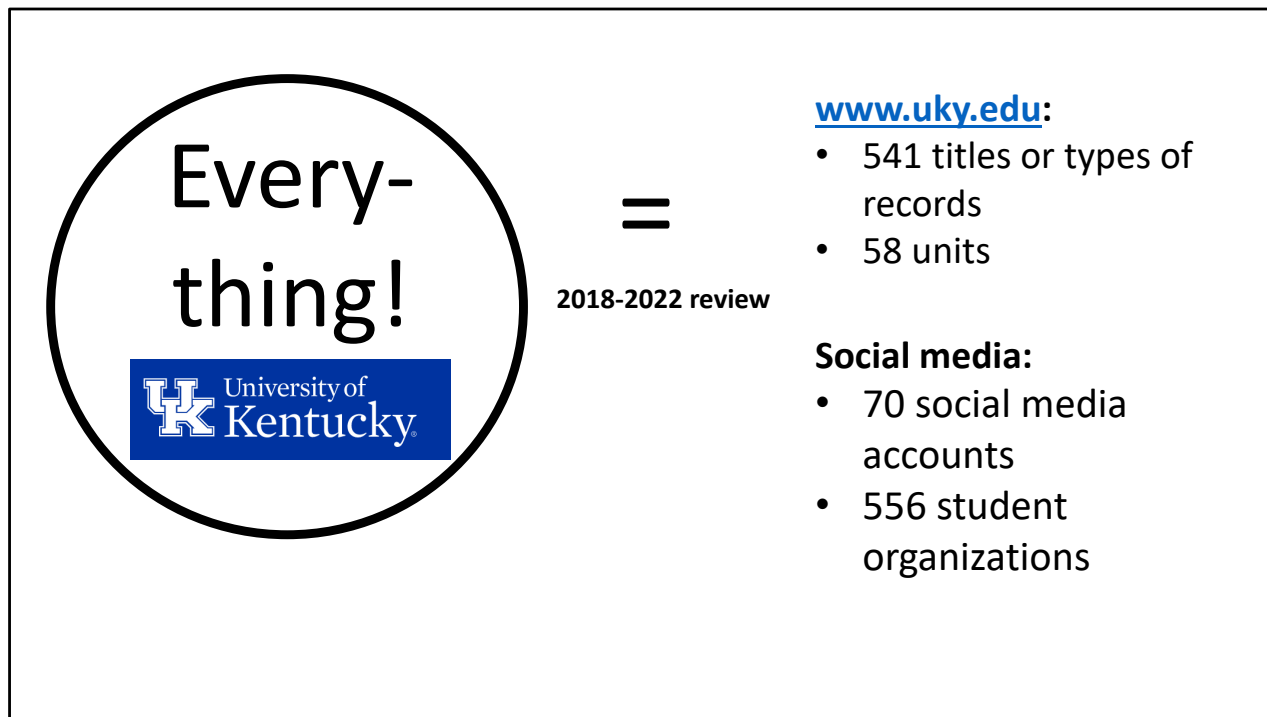 Every-
thing!
UK University of
Kentucky®
=
2018-2022 review
www.uky.edu:
• 541 titles or types of
records
• 58 units
Social media:
• 70 social media
accounts
• 556 student
organizations